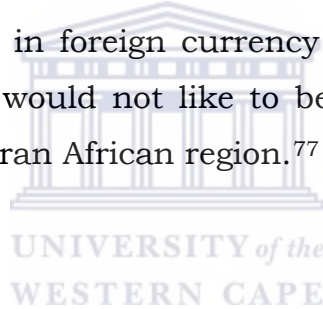 in foreign currency
would not like to be
ran African region.⁷⁷
UNIVERSITY of the
WESTERN CAPE